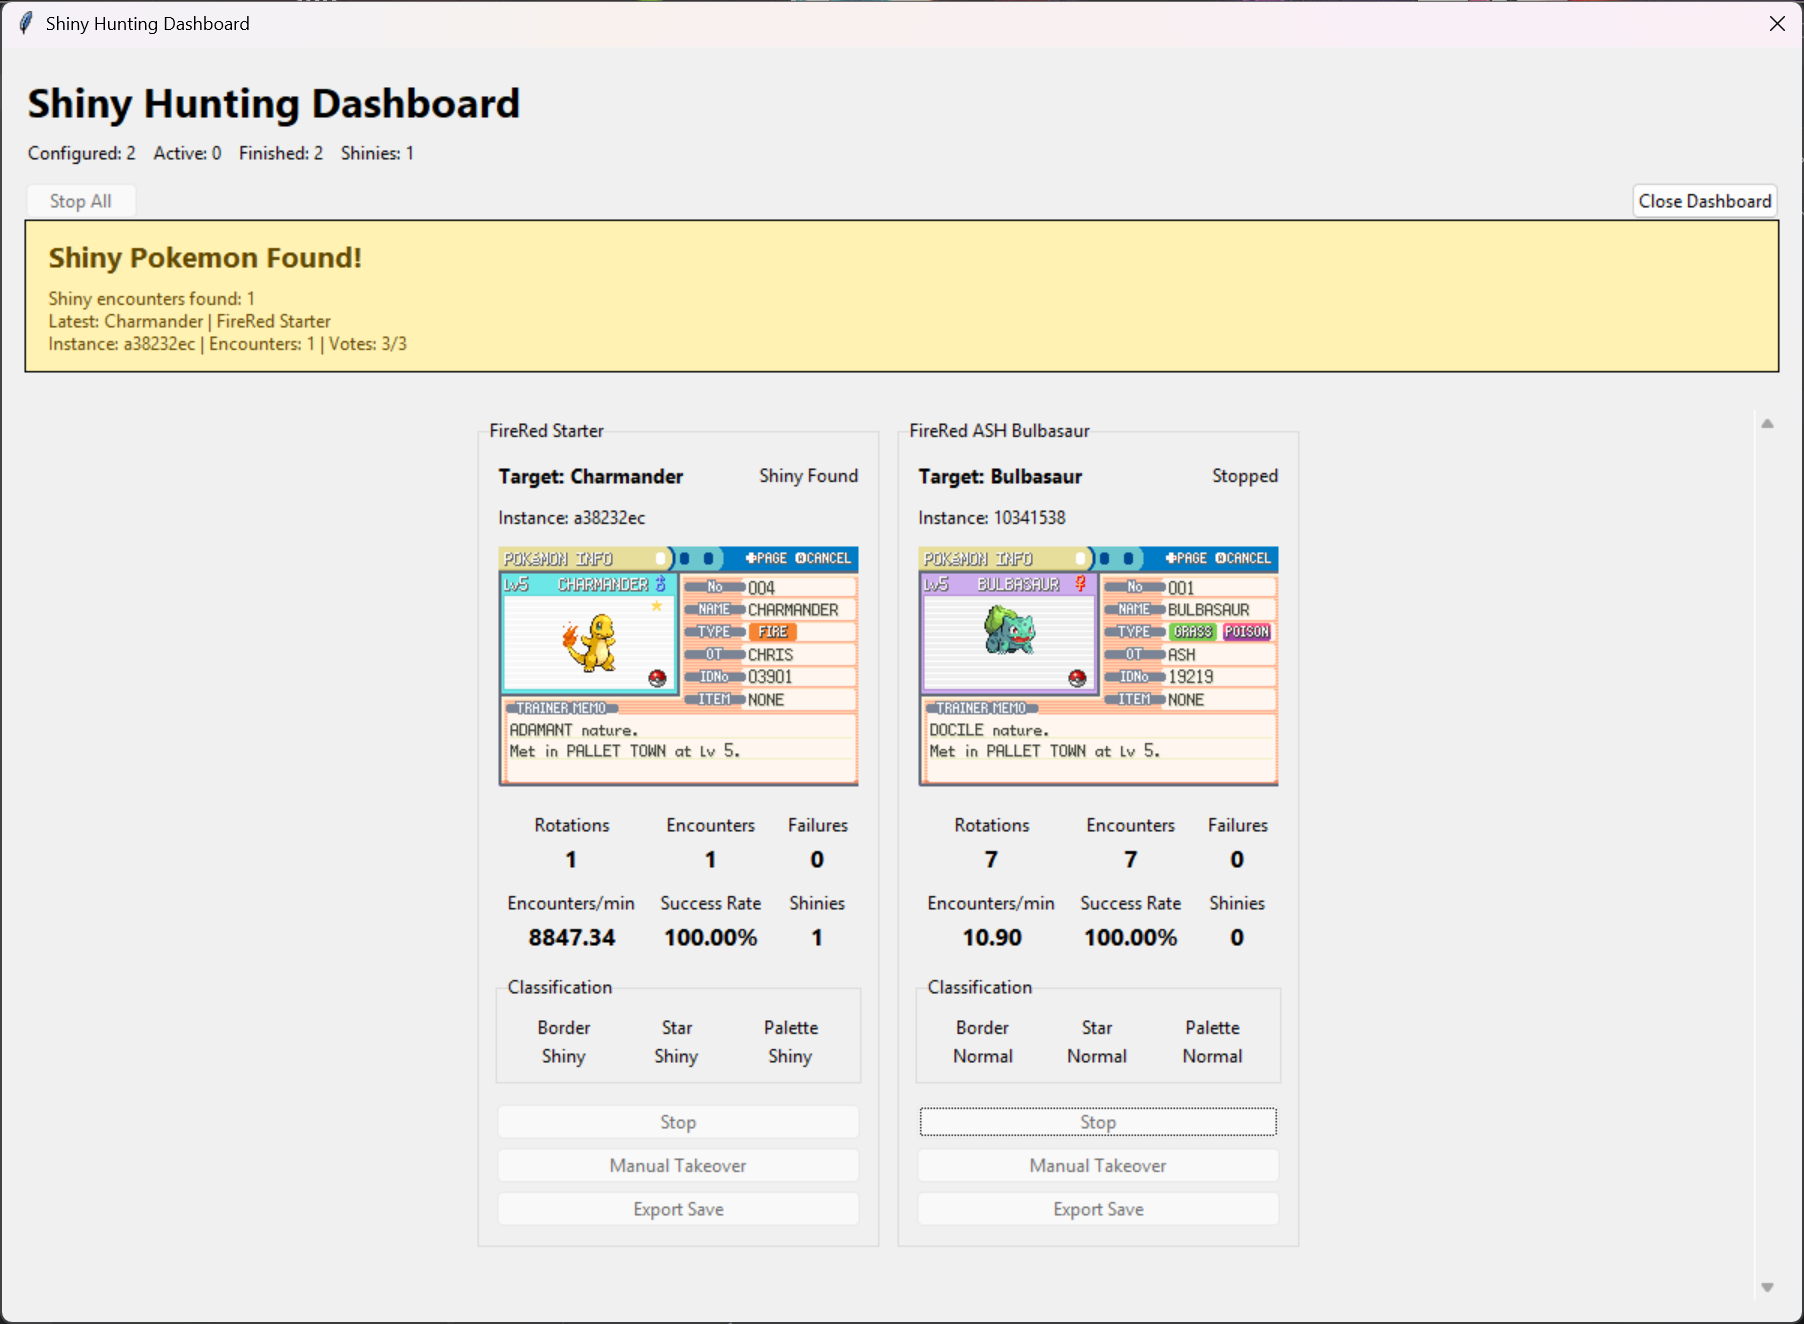 Shiny Hunting Dashboard
Shiny Hunting Dashboard
Configured: 2 Active: 0 Finished: 2 Shinies: 1
Stop All Close Dashboard
Shiny Pokemon Found!
Shiny encounters found: 1
Latest: Charmander | FireRed Starter
Instance: a38232ec | Encounters: 1 | Votes: 3/3
FireRed Starter
Target: Charmander Shiny Found
Instance: a38232ec
POKéMON INFO PAGE CANCEL
Lv5 CHARMANDER♂
No 004
NAME CHARMANDER
TYPE FIRE
OT CHRIS
IDNo 03901
ITEM NONE
TRAINER MEMO
ADAMANT nature.
Met in PALLET TOWN at Lv 5.
Rotations Encounters Failures
1 1 0
Encounters/min Success Rate Shinies
8847.34 100.00% 1
Classification
Border Star Palette
Shiny Shiny Shiny
Stop
Manual Takeover
Export Save
FireRed ASH Bulbasaur
Target: Bulbasaur Stopped
Instance: 10341538
POKéMON INFO PAGE CANCEL
Lv5 BULBASAUR♀
No 001
NAME BULBASAUR
TYPE GRASS POISON
OT ASH
IDNo 19219
ITEM NONE
TRAINER MEMO
DOCILE nature.
Met in PALLET TOWN at Lv 5.
Rotations Encounters Failures
7 7 0
Encounters/min Success Rate Shinies
10.90 100.00% 0
Classification
Border Star Palette
Normal Normal Normal
Stop
Manual Takeover
Export Save